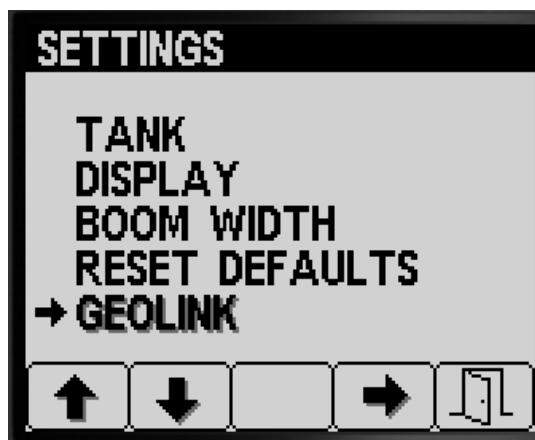 SETTINGS
TANK
DISPLAY
BOOM WIDTH
RESET DEFAULTS
GEOLINK